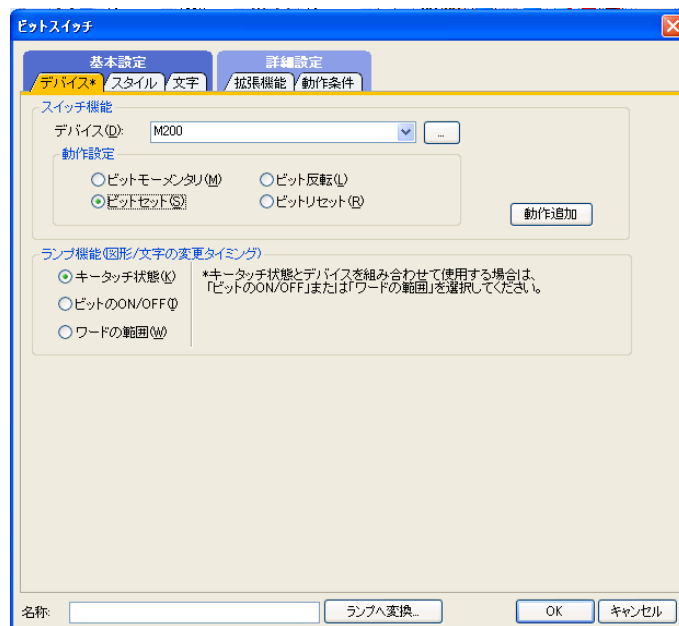 ビットスイッチ
基本設定 詳細設定
デバイス* スタイル 文字 拡張機能 動作条件
スイッチ機能
デバイス(D): M200 ...
動作設定
ビットモーメンタリ(M) ビット反転(L)
ビットセット(S) ビットリセット(R)
動作追加
ランプ機能(図形/文字の変更タイミング)
キータッチ状態(K) *キータッチ状態とデバイスを組み合わせて使用する場合は、
「ビットのON/OFF」または「ワードの範囲」を選択してください。
ビットのON/OFF(I)
ワードの範囲(W)
名称: ランプへ変換... OK キャンセル